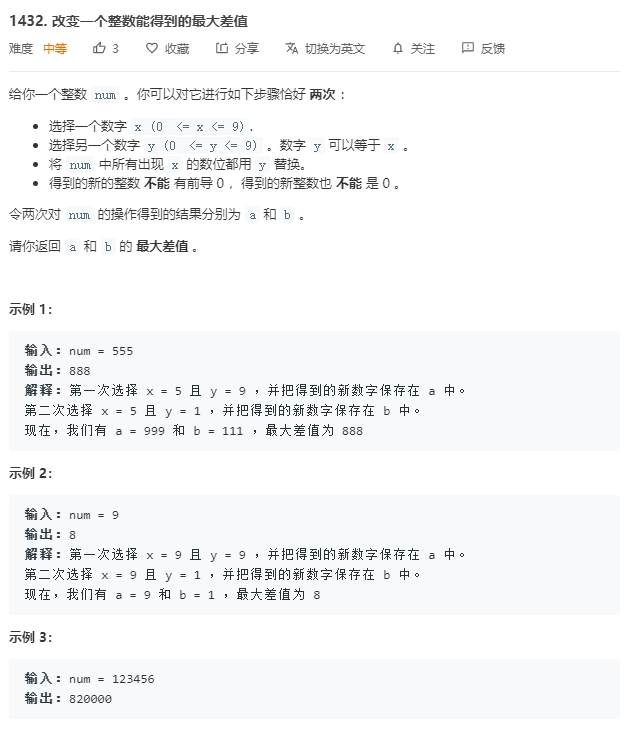 1432. 改变一个整数能得到的最大差值
难度 中等 3 收藏 分享 切换为英文 关注 反馈
给你一个整数 num 。你可以对它进行如下步骤恰好 两次 ：
选择一个数字 x (0 <= x <= 9).
选择另一个数字 y (0 <= y <= 9) 。数字 y 可以等于 x 。
将 num 中所有出现 x 的数位都用 y 替换。
得到的新的整数 不能 有前导 0 ，得到的新整数也 不能 是 0 。
令两次对 num 的操作得到的结果分别为 a 和 b 。
请你返回 a 和 b 的 最大差值 。
示例 1：
输入：num = 555
输出：888
解释：第一次选择 x = 5 且 y = 9 ，并把得到的新数字保存在 a 中。
第二次选择 x = 5 且 y = 1 ，并把得到的新数字保存在 b 中。
现在，我们有 a = 999 和 b = 111 ，最大差值为 888
示例 2：
输入：num = 9
输出：8
解释：第一次选择 x = 9 且 y = 9 ，并把得到的新数字保存在 a 中。
第二次选择 x = 9 且 y = 1 ，并把得到的新数字保存在 b 中。
现在，我们有 a = 9 和 b = 1 ，最大差值为 8
示例 3：
输入：num = 123456
输出：820000